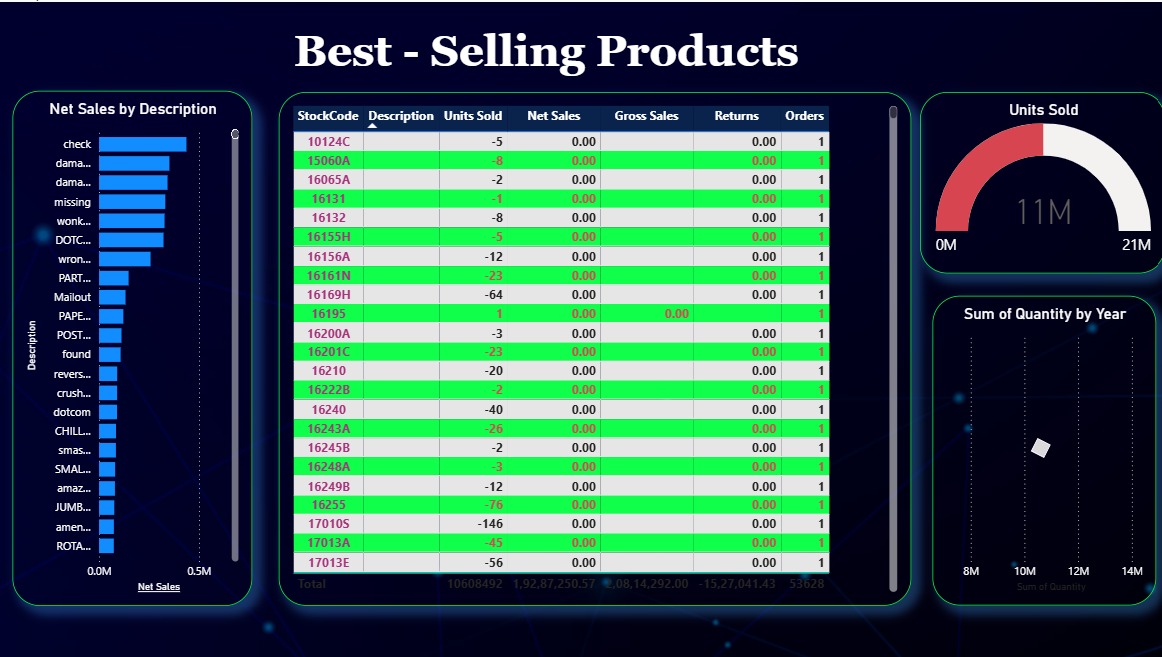 Best - Selling Products
Net Sales by Description
check
dama...
dama...
missing
wonk...
DOTC...
wron...
PART...
Mailout
PAPE...
POST...
found
revers...
crush...
dotcom
CHILL...
smas...
SMAL...
amaz...
JUMB...
amen...
ROTA...
Description
0.0M 0.5M
Net Sales
StockCode Description Units Sold Net Sales Gross Sales Returns Orders
10124C -5 0.00 0.00 1
15060A -8 0.00 0.00 1
16065A -2 0.00 0.00 1
16131 -1 0.00 0.00 1
16132 -8 0.00 0.00 1
16155H -5 0.00 0.00 1
16156A -12 0.00 0.00 1
16161N -23 0.00 0.00 1
16169H -64 0.00 0.00 1
16195 1 0.00 0.00 1
16200A -3 0.00 0.00 1
16201C -23 0.00 0.00 1
16210 -20 0.00 0.00 1
16222B -2 0.00 0.00 1
16240 -40 0.00 0.00 1
16243A -26 0.00 0.00 1
16245B -2 0.00 0.00 1
16248A -3 0.00 0.00 1
16249B -12 0.00 0.00 1
16255 -76 0.00 0.00 1
17010S -146 0.00 0.00 1
17013A -45 0.00 0.00 1
17013E -56 0.00 0.00 1
Total 10608492 1,92,87,250.57 2,08,14,292.00 -15,27,041.43 53628
Units Sold
11M
0M 21M
Sum of Quantity by Year
8M 10M 12M 14M
Sum of Quantity